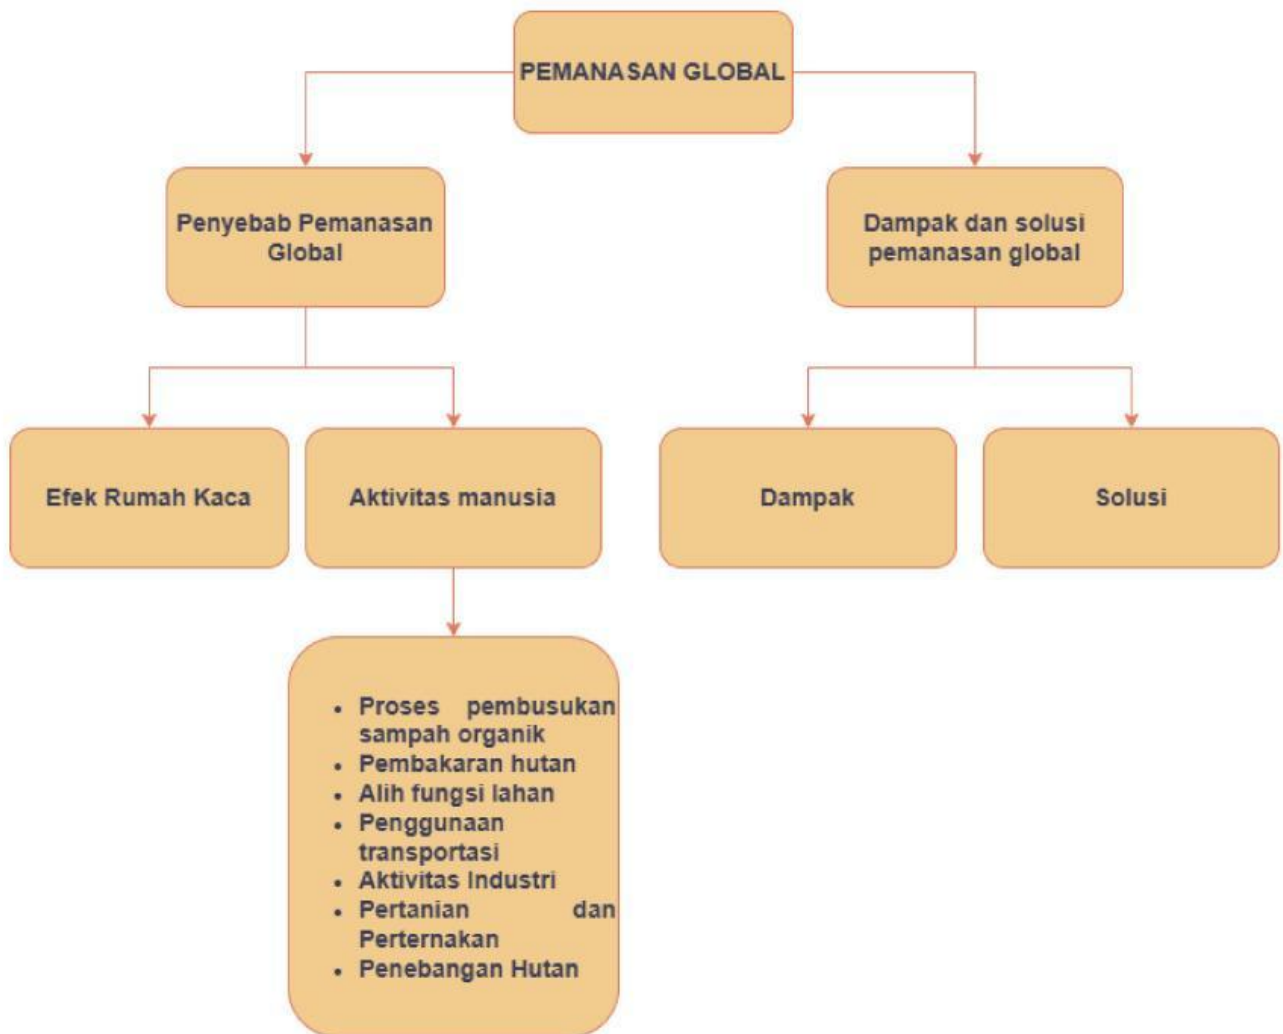 PEMANASAN GLOBAL
Penyebab Pemanasan
Global
Dampak dan solusi
pemanasan global
Efek Rumah Kaca
Aktivitas manusia
Dampak
Solusi
• Proses pembusukan
sampah organik
• Pembakaran hutan
• Alih fungsi lahan
• Penggunaan
transportasi
• Aktivitas Industri
• Pertanian dan
Perternakan
• Penebangan Hutan